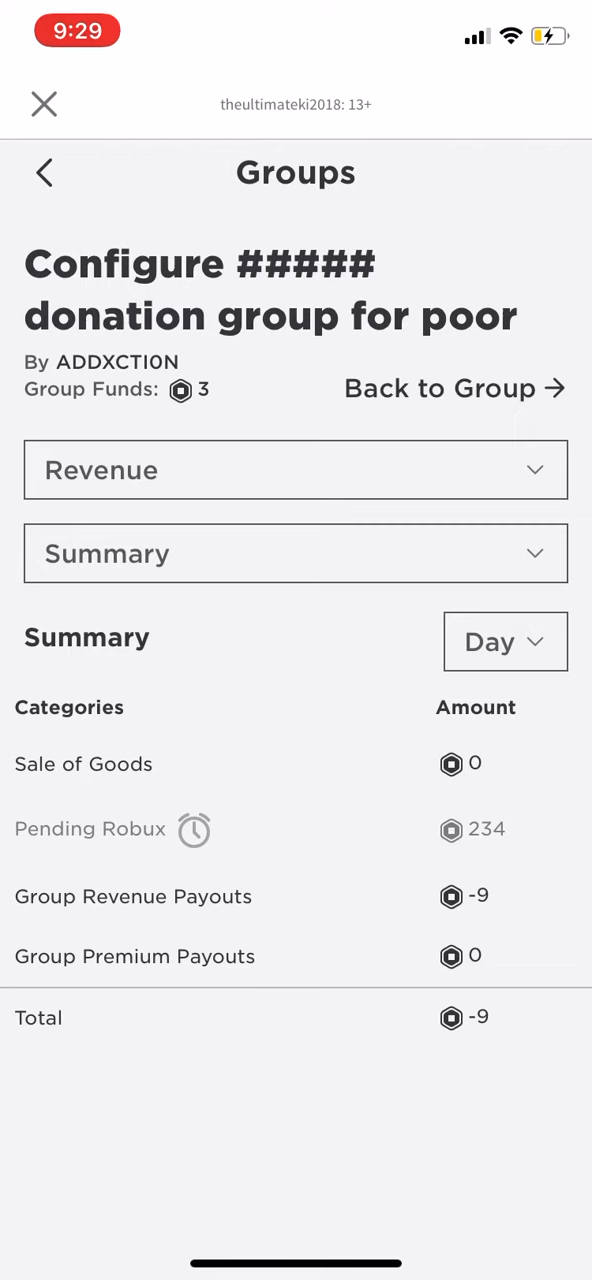 9:29
theultimateki2018: 13+
Groups
Configure #####
donation group for poor
By ADDXCTI0N
Group Funds: 3
Back to Group →
Revenue
Summary
Summary
Day
Categories Amount
Sale of Goods 0
Pending Robux 234
Group Revenue Payouts -9
Group Premium Payouts 0
Total -9